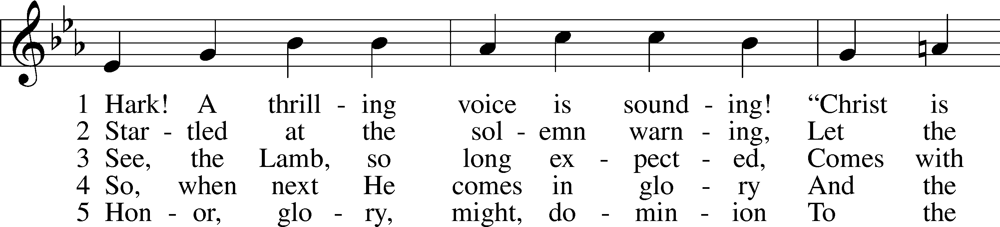 1 Hark! A thrill - ing voice is sound - ing! “Christ is
2 Star - tled at the sol - emn warn - ing, Let the
3 See, the Lamb, so long ex - pect - ed, Comes with
4 So, when next He comes in glo - ry And the
5 Hon - or, glo - ry, might, do - min - ion To the